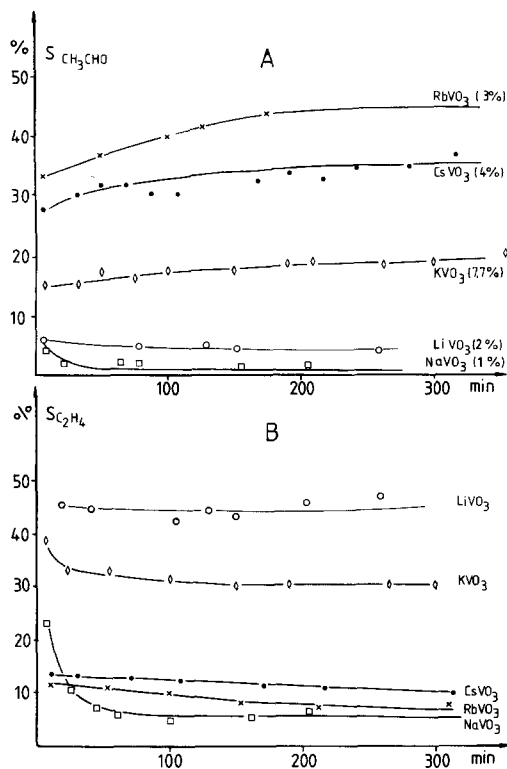 % S CH3CHO A
50
40
30
20
10
RbVO3 (3%)
CsVO3 (4%)
KVO3 (7.7%)
LiVO3 (2%)
NaVO3 (1%)
100 200 300 min
% SC2H4 B
50
40
30
20
10
LiVO3
KVO3
CsVO3
RbVO3
NaVO3
100 200 300 min